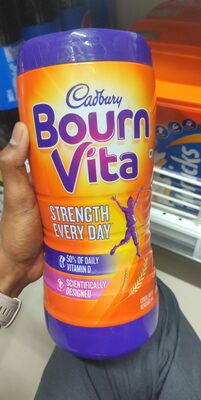 Cadbury
Bourn
Vita
STRENGTH
EVERY DAY
50% OF DAILY
VITAMIN D
SCIENTIFICALLY
DESIGNED